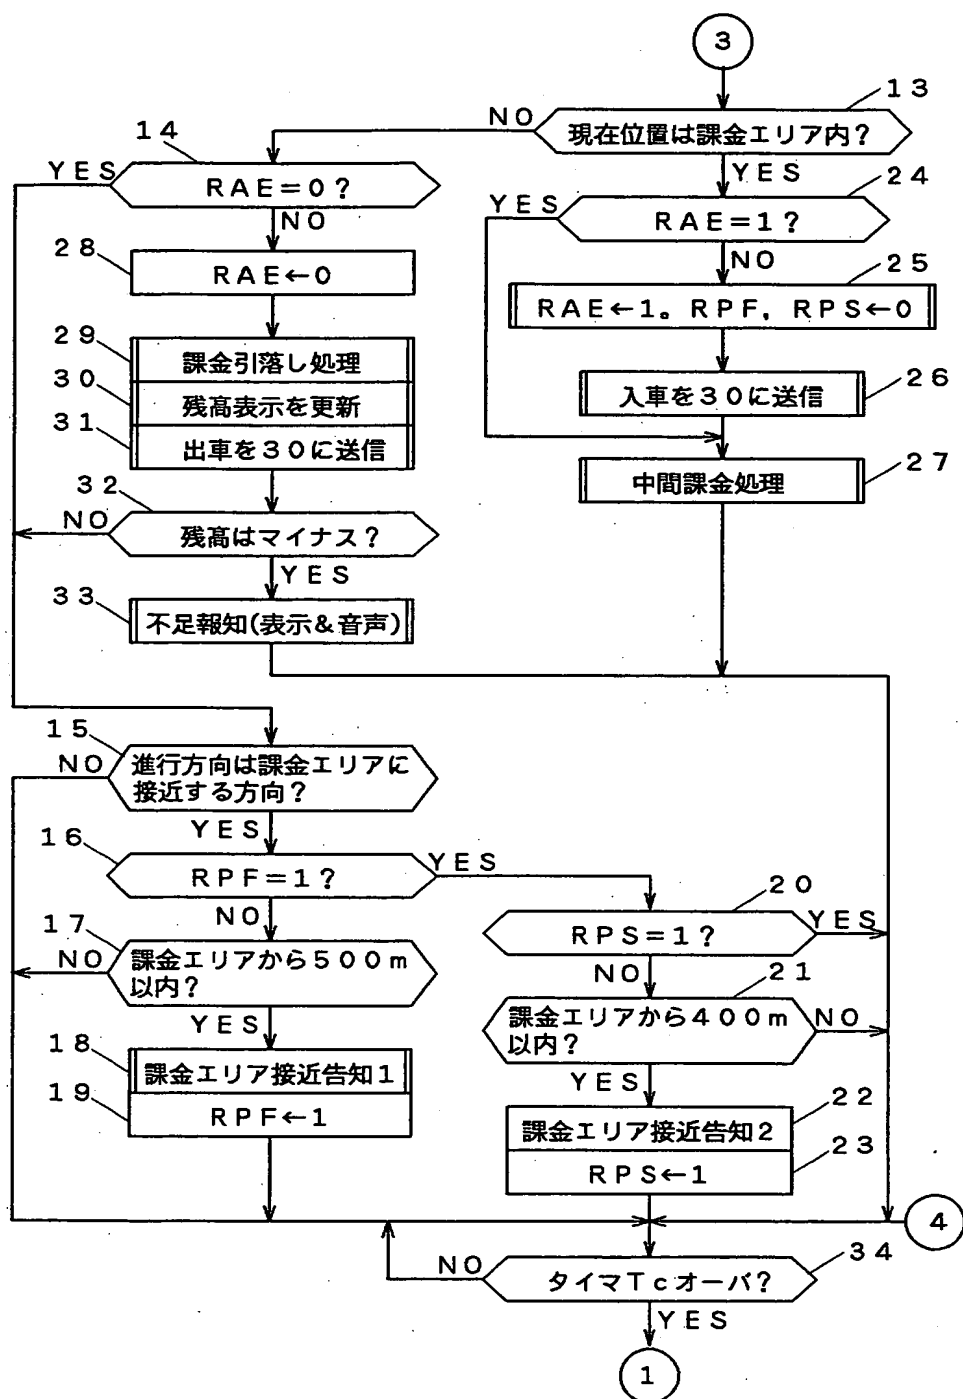 3
13
NO
現在位置は課金エリア内?
14
YES
RAE=0?
YES
24
YES
RAE=1?
NO
28
RAE←0
NO
25
RAE←1。RPF,RPS←0
29
課金引落し処理
30
残高表示を更新
31
出車を30に送信
26
入車を30に送信
27
中間課金処理
32
NO
残高はマイナス?
YES
33
不足報知(表示&音声)
15
NO
進行方向は課金エリアに
接近する方向?
YES
16
RPF=1?
YES
NO
20
RPS=1?
YES
NO
17
NO
課金エリアから500m
以内?
YES
21
課金エリアから400m
以内?
NO
YES
18
課金エリア接近告知1
19
RPF←1
22
課金エリア接近告知2
23
RPS←1
4
34
NO
タイマTcオーバ?
YES
1